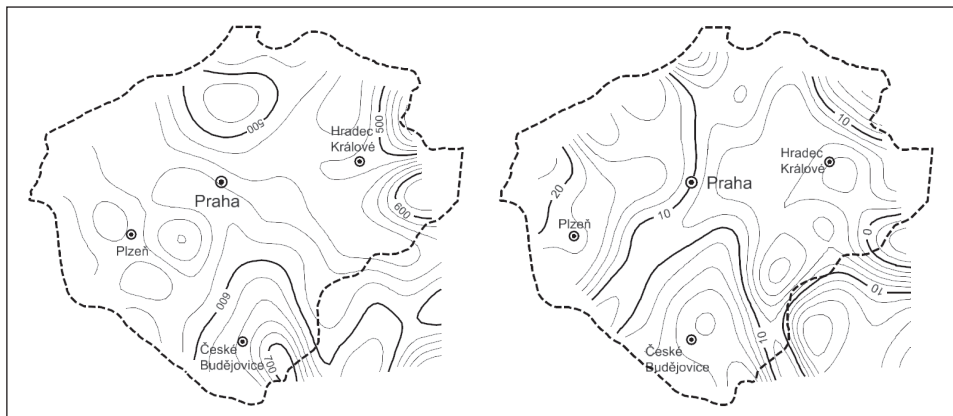 500
Hradec
Králové
500
Praha
600
Plzeň
600
České
Budějovice
700
10
Hradec
Králové
20
Praha
10
Plzeň
0
10
10
České
Budějovice